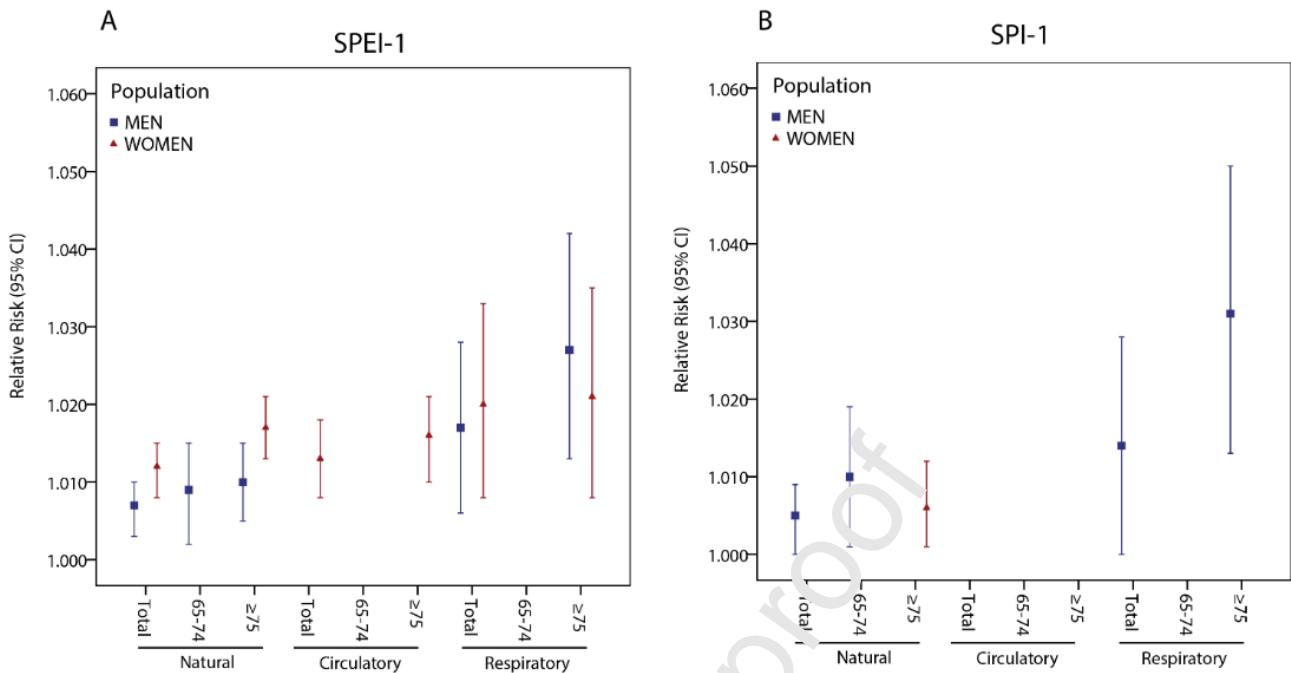 A
SPEI-1
Population
MEN
WOMEN
Relative Risk (95% CI)
1.060
1.050
1.040
1.030
1.020
1.010
1.000
Total
65-74
≥75
Total
65-74
≥75
Total
65-74
≥75
Natural
Circulatory
Respiratory
B
SPI-1
Population
MEN
WOMEN
Relative Risk (95% CI)
1.060
1.050
1.040
1.030
1.020
1.010
1.000
Total
65-74
≥75
Total
65-74
≥75
Total
65-74
≥75
Natural
Circulatory
Respiratory
proof